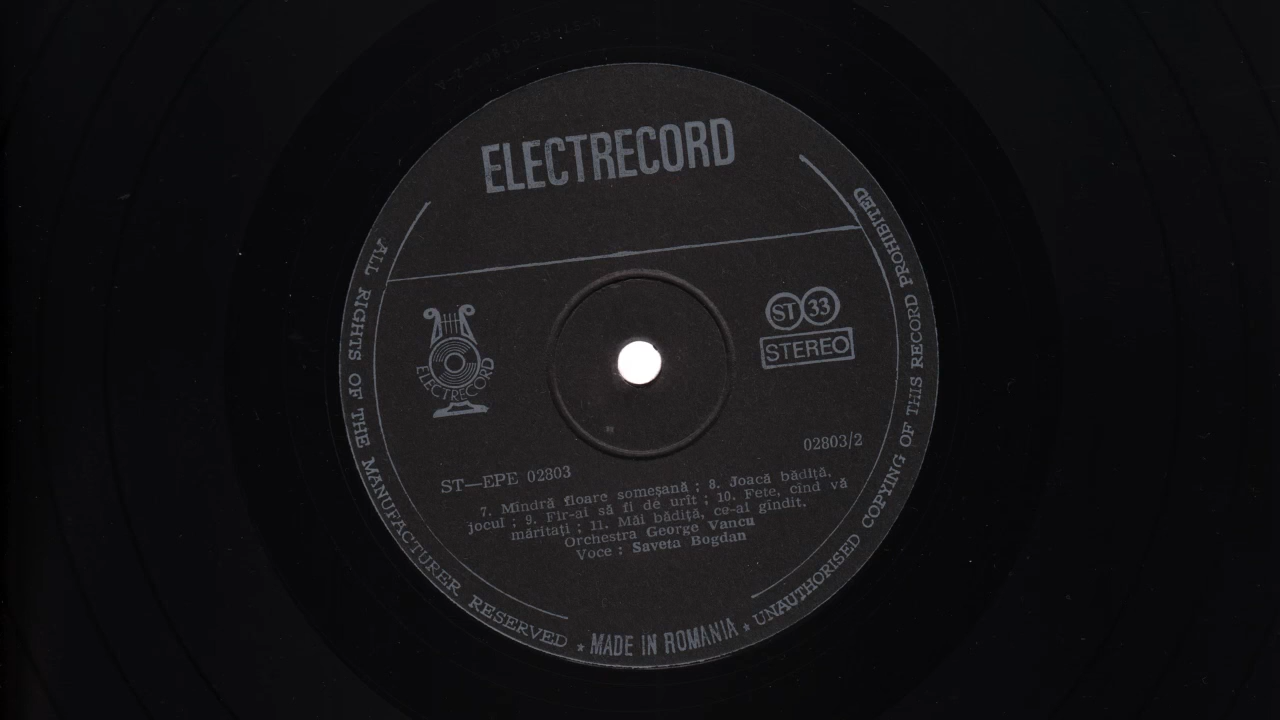 ELECTRECORD
ALL RIGHTS OF THE MANUFACTURER RESERVED ★ MADE IN ROMANIA ★ UNAUTHORISED COPYING OF THIS RECORD PROHIBITED
ELECTRECORD
ST 33
STEREO
02803/2
ST—EPE 02803
7. Mîndră floare someşană ; 8. Joacă bădiţă,
jocul ; 9. Fir-ai să fi de urît ; 10. Fete, cînd vă
măritaţi ; 11. Măi bădiţă, ce-ai gîndit.
Orchestra George Vancu
Voce : Saveta Bogdan